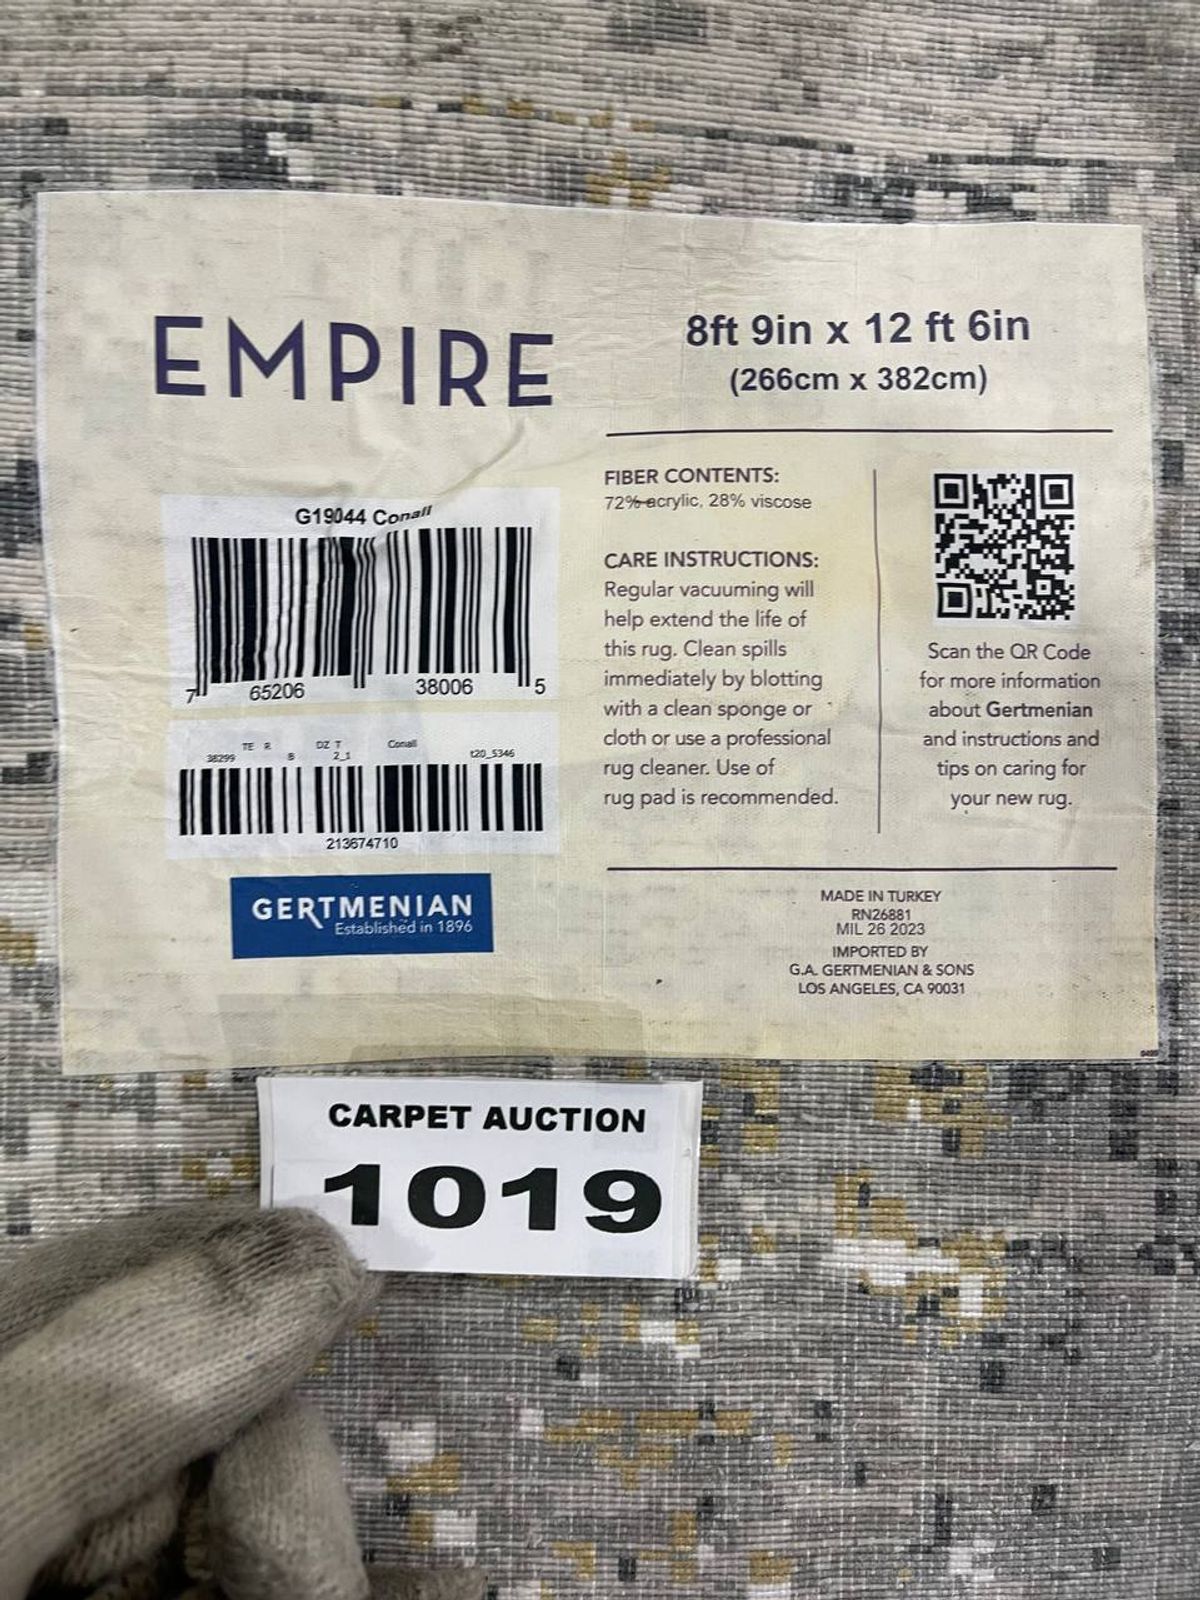 EMPIRE
8ft 9in x 12 ft 6in
(266cm x 382cm)
G19044 Conall
7 65206 38006 5
TE R DZ T Conall
38299 B 2_1 t20_5346
213674710
GERTMENIAN
Established in 1896
FIBER CONTENTS:
72% acrylic, 28% viscose
CARE INSTRUCTIONS:
Regular vacuuming will
help extend the life of
this rug. Clean spills
immediately by blotting
with a clean sponge or
cloth or use a professional
rug cleaner. Use of
rug pad is recommended.
Scan the QR Code
for more information
about Gertmenian
and instructions and
tips on caring for
your new rug.
MADE IN TURKEY
RN26881
MIL 26 2023
IMPORTED BY
G.A. GERTMENIAN & SONS
LOS ANGELES, CA 90031
CARPET AUCTION
1019